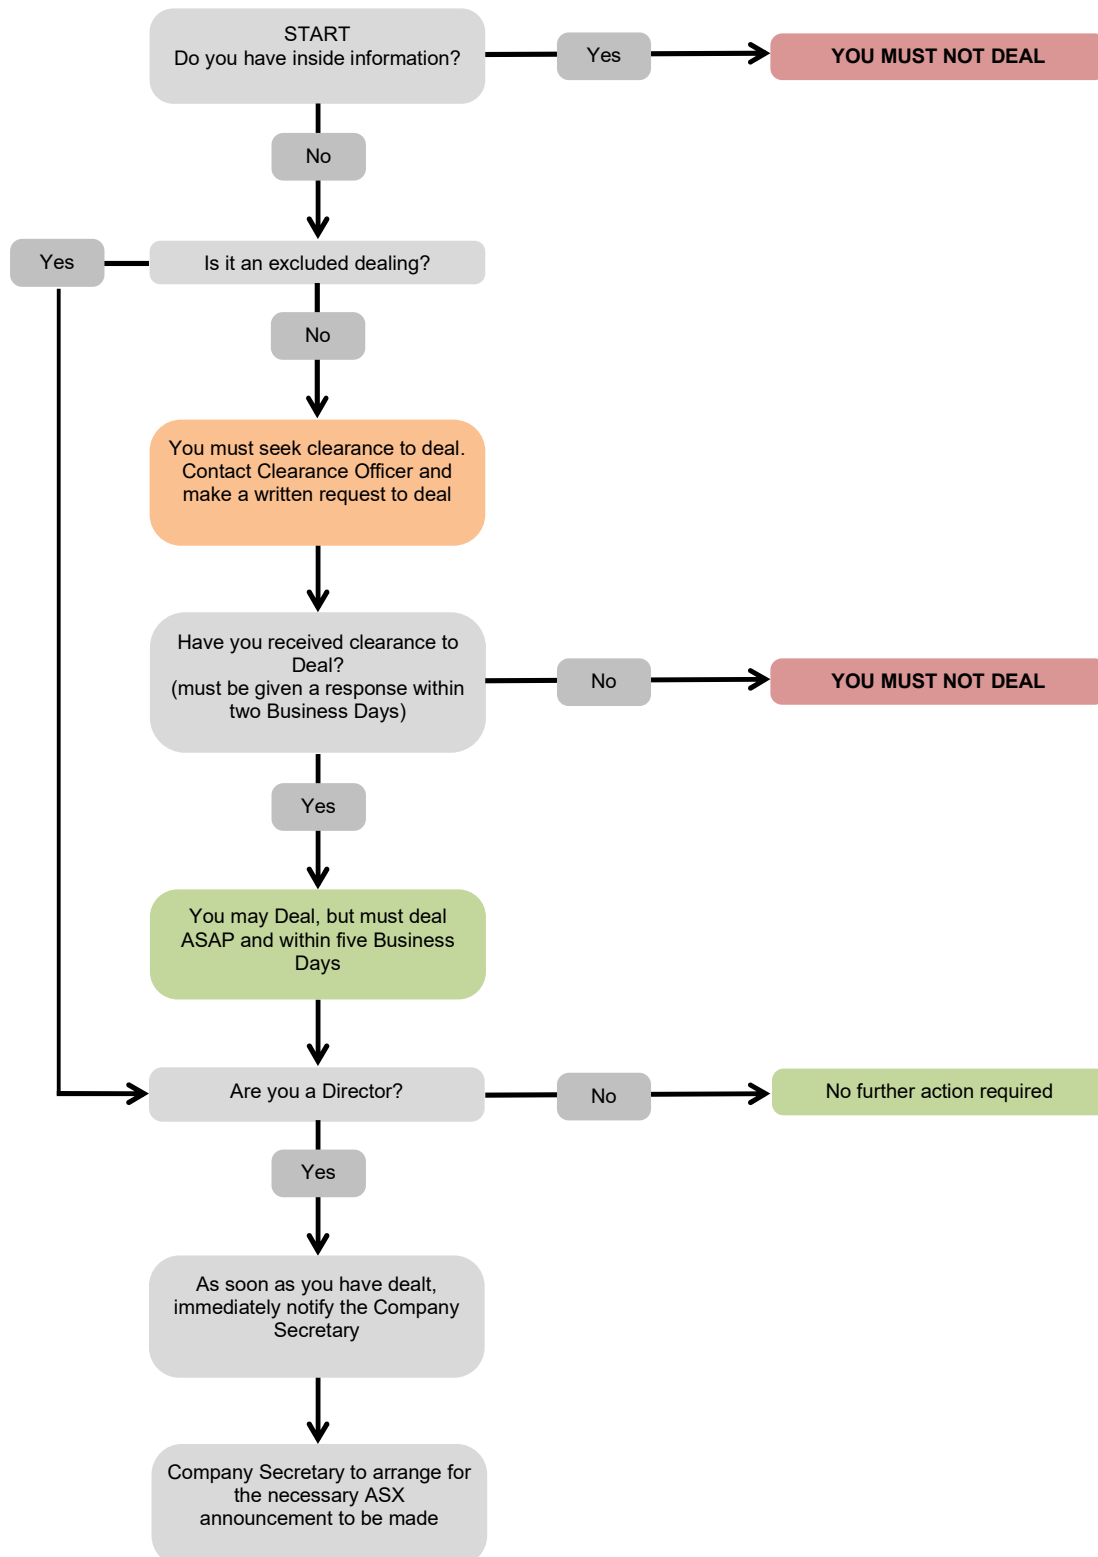 START
Do you have inside information?
Yes
YOU MUST NOT DEAL
No
Yes
Is it an excluded dealing?
No
You must seek clearance to deal.
Contact Clearance Officer and
make a written request to deal
Have you received clearance to
Deal?
(must be given a response within
two Business Days)
No
YOU MUST NOT DEAL
Yes
You may Deal, but must deal
ASAP and within five Business
Days
Are you a Director?
No
No further action required
Yes
As soon as you have dealt,
immediately notify the Company
Secretary
Company Secretary to arrange for
the necessary ASX
announcement to be made